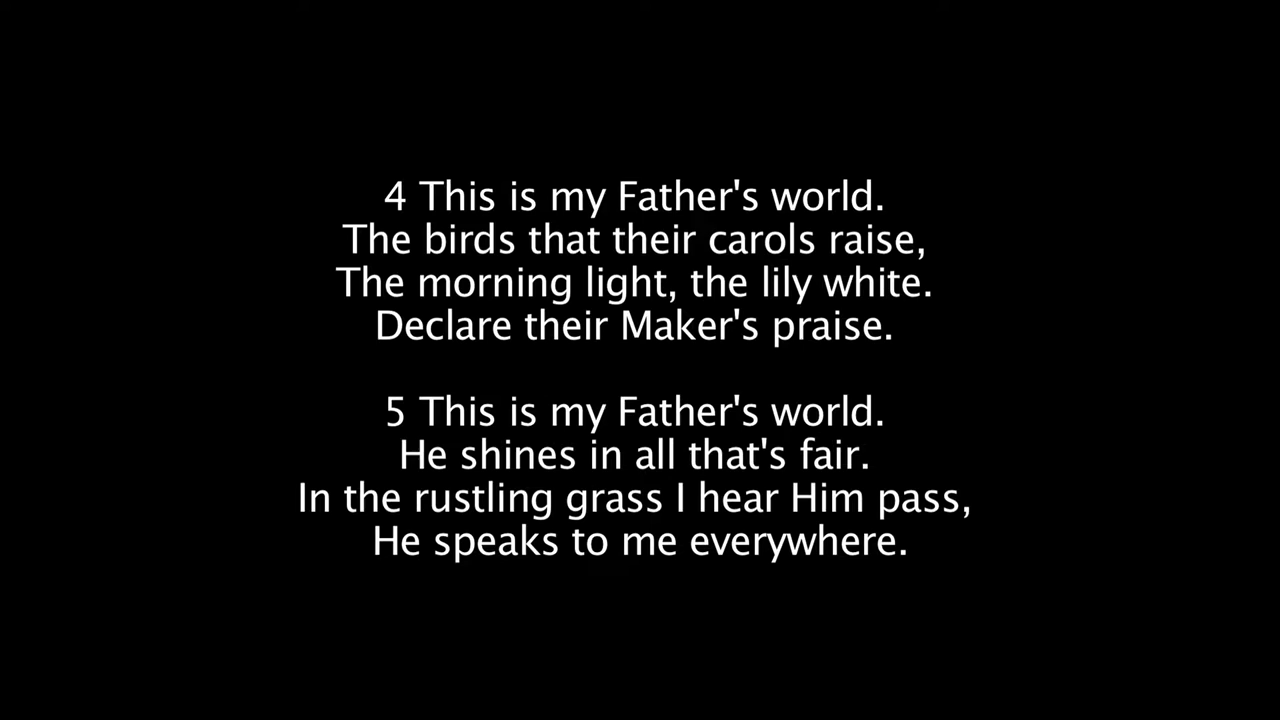 4 This is my Father's world.
The birds that their carols raise,
The morning light, the lily white.
Declare their Maker's praise.
5 This is my Father's world.
He shines in all that's fair.
In the rustling grass I hear Him pass,
He speaks to me everywhere.